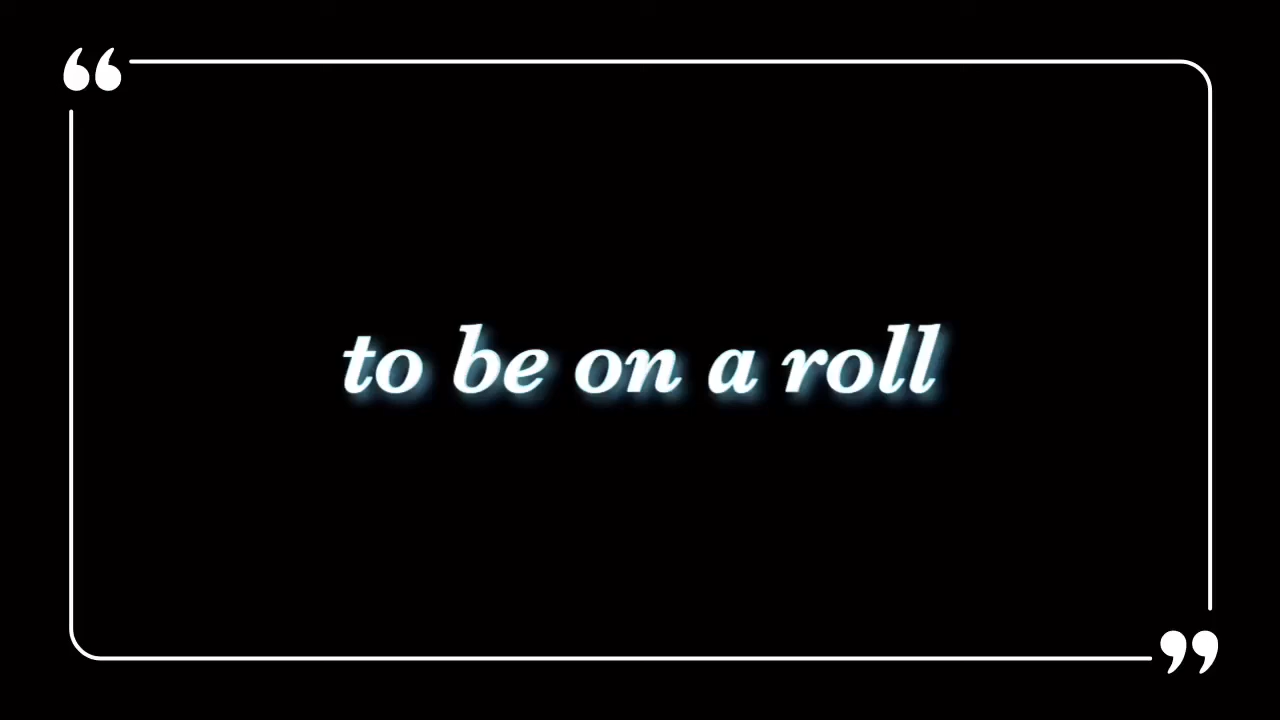 “
to be on a roll
”